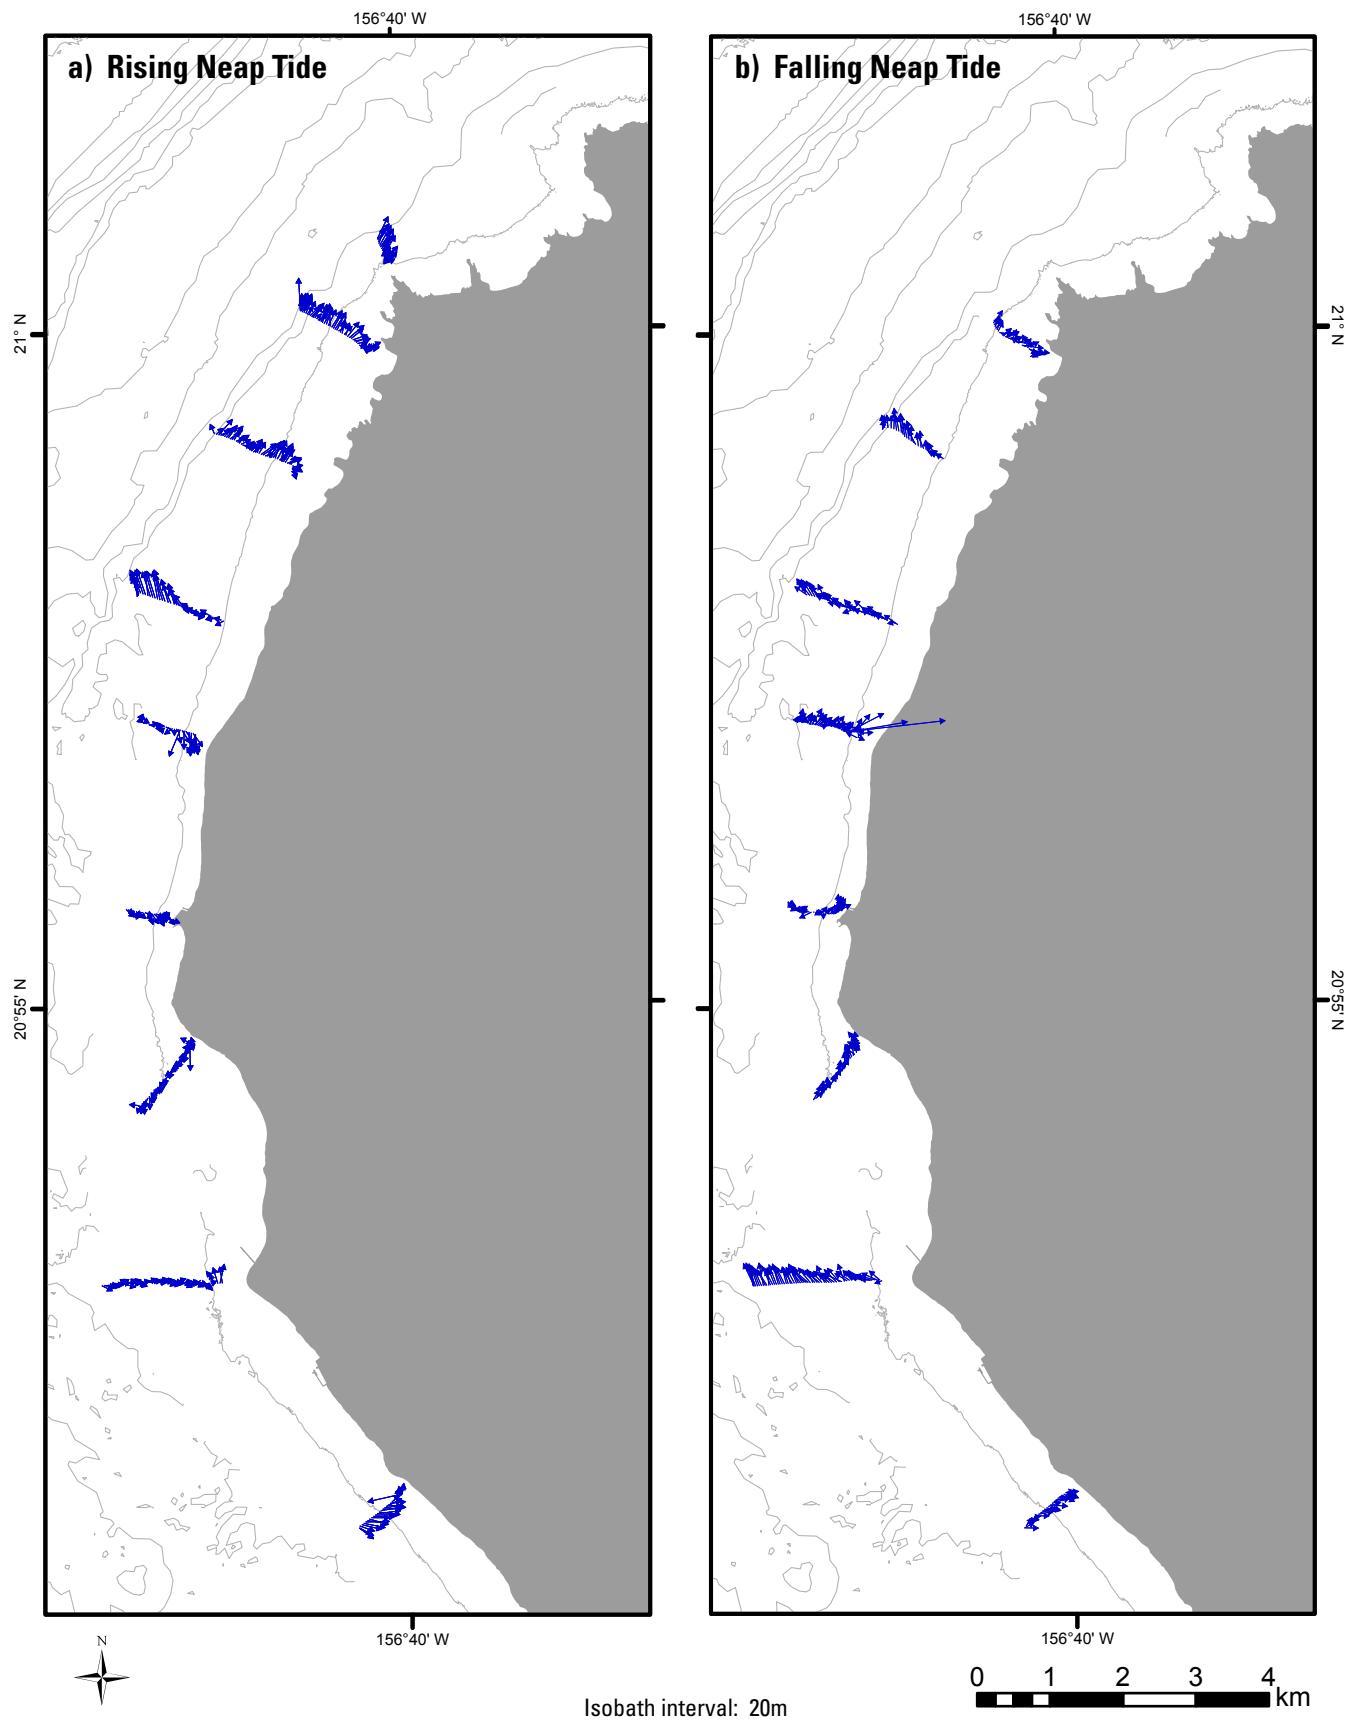 156°40' W
156°40' W
a) Rising Neap Tide
b) Falling Neap Tide
21° N
21° N
20°55' N
20°55' N
156°40' W
156°40' W
N
0 1 2 3 4
km
Isobath interval: 20m